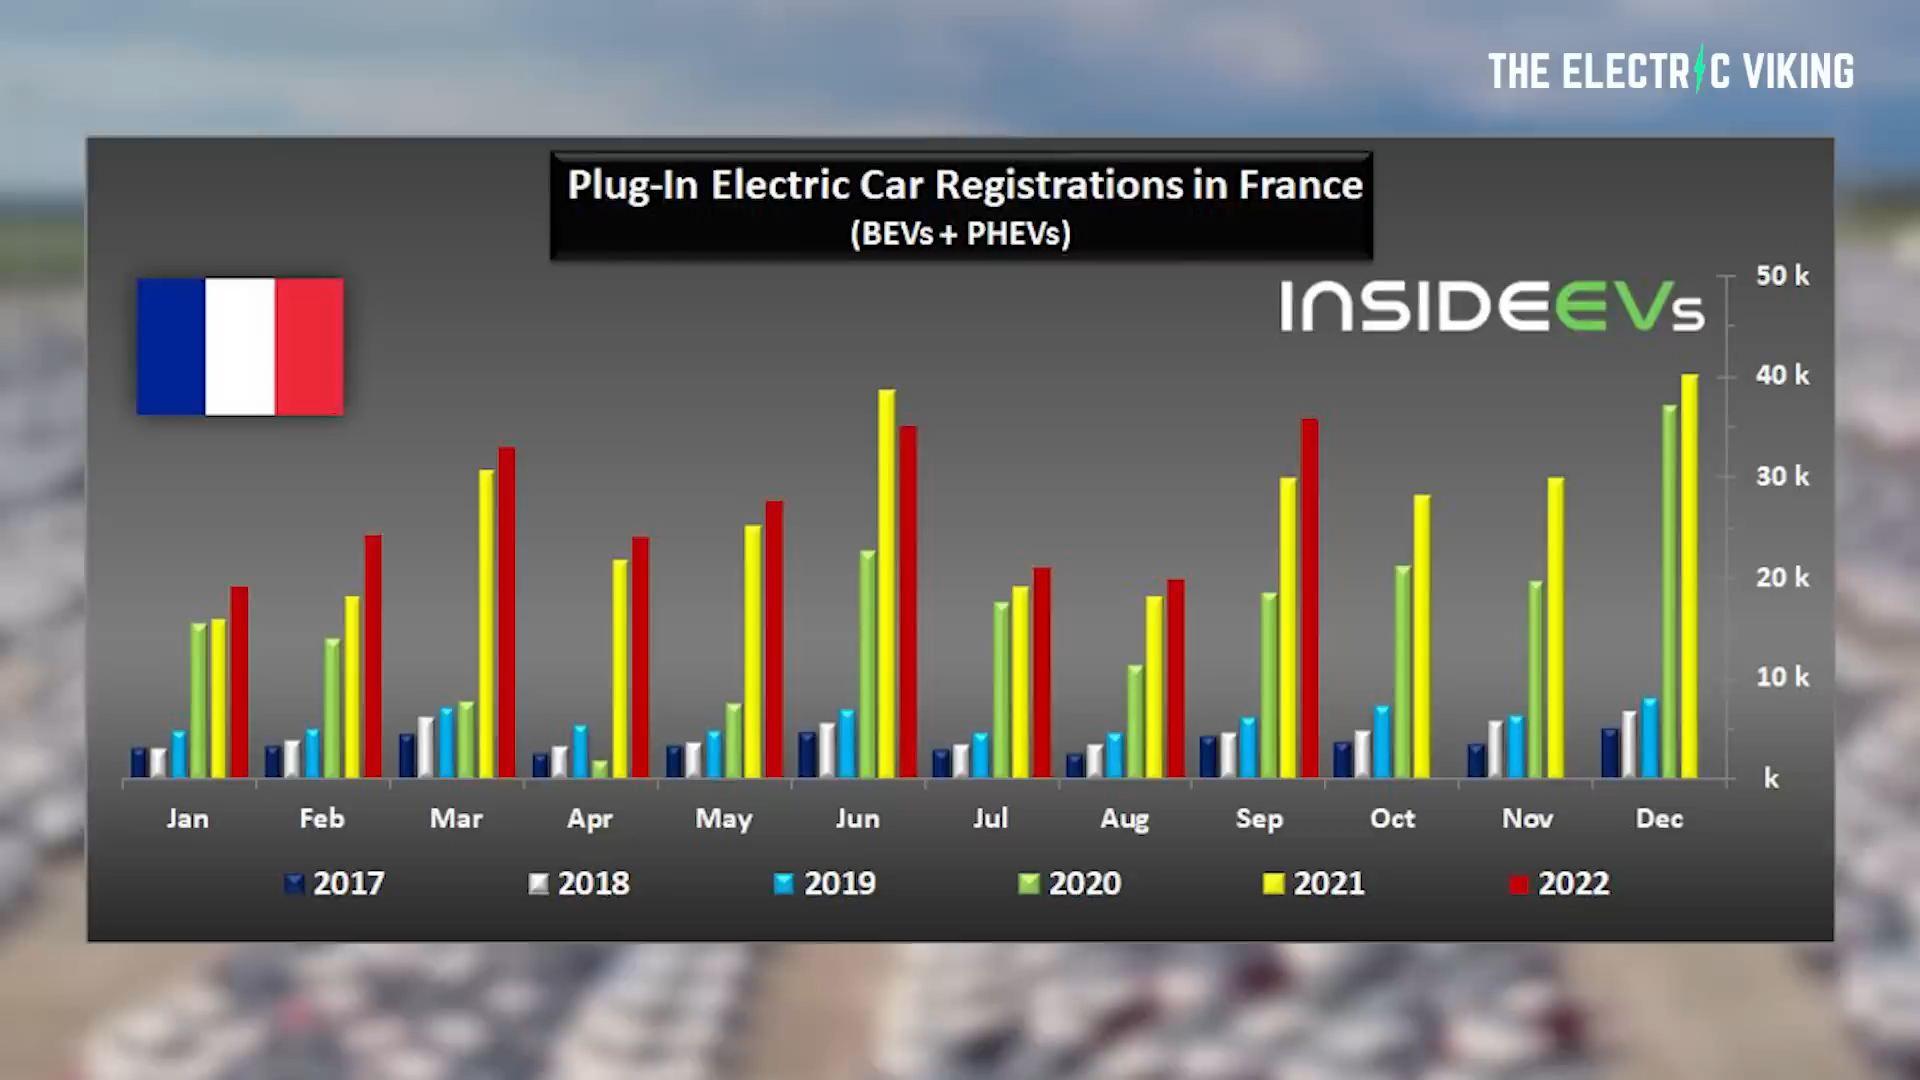 THE ELECTRIC VIKING
Plug-In Electric Car Registrations in France
(BEVs + PHEVs)
INSIDEEVs
50 k
40 k
30 k
20 k
10 k
k
Jan Feb Mar Apr May Jun Jul Aug Sep Oct Nov Dec
2017 2018 2019 2020 2021 2022